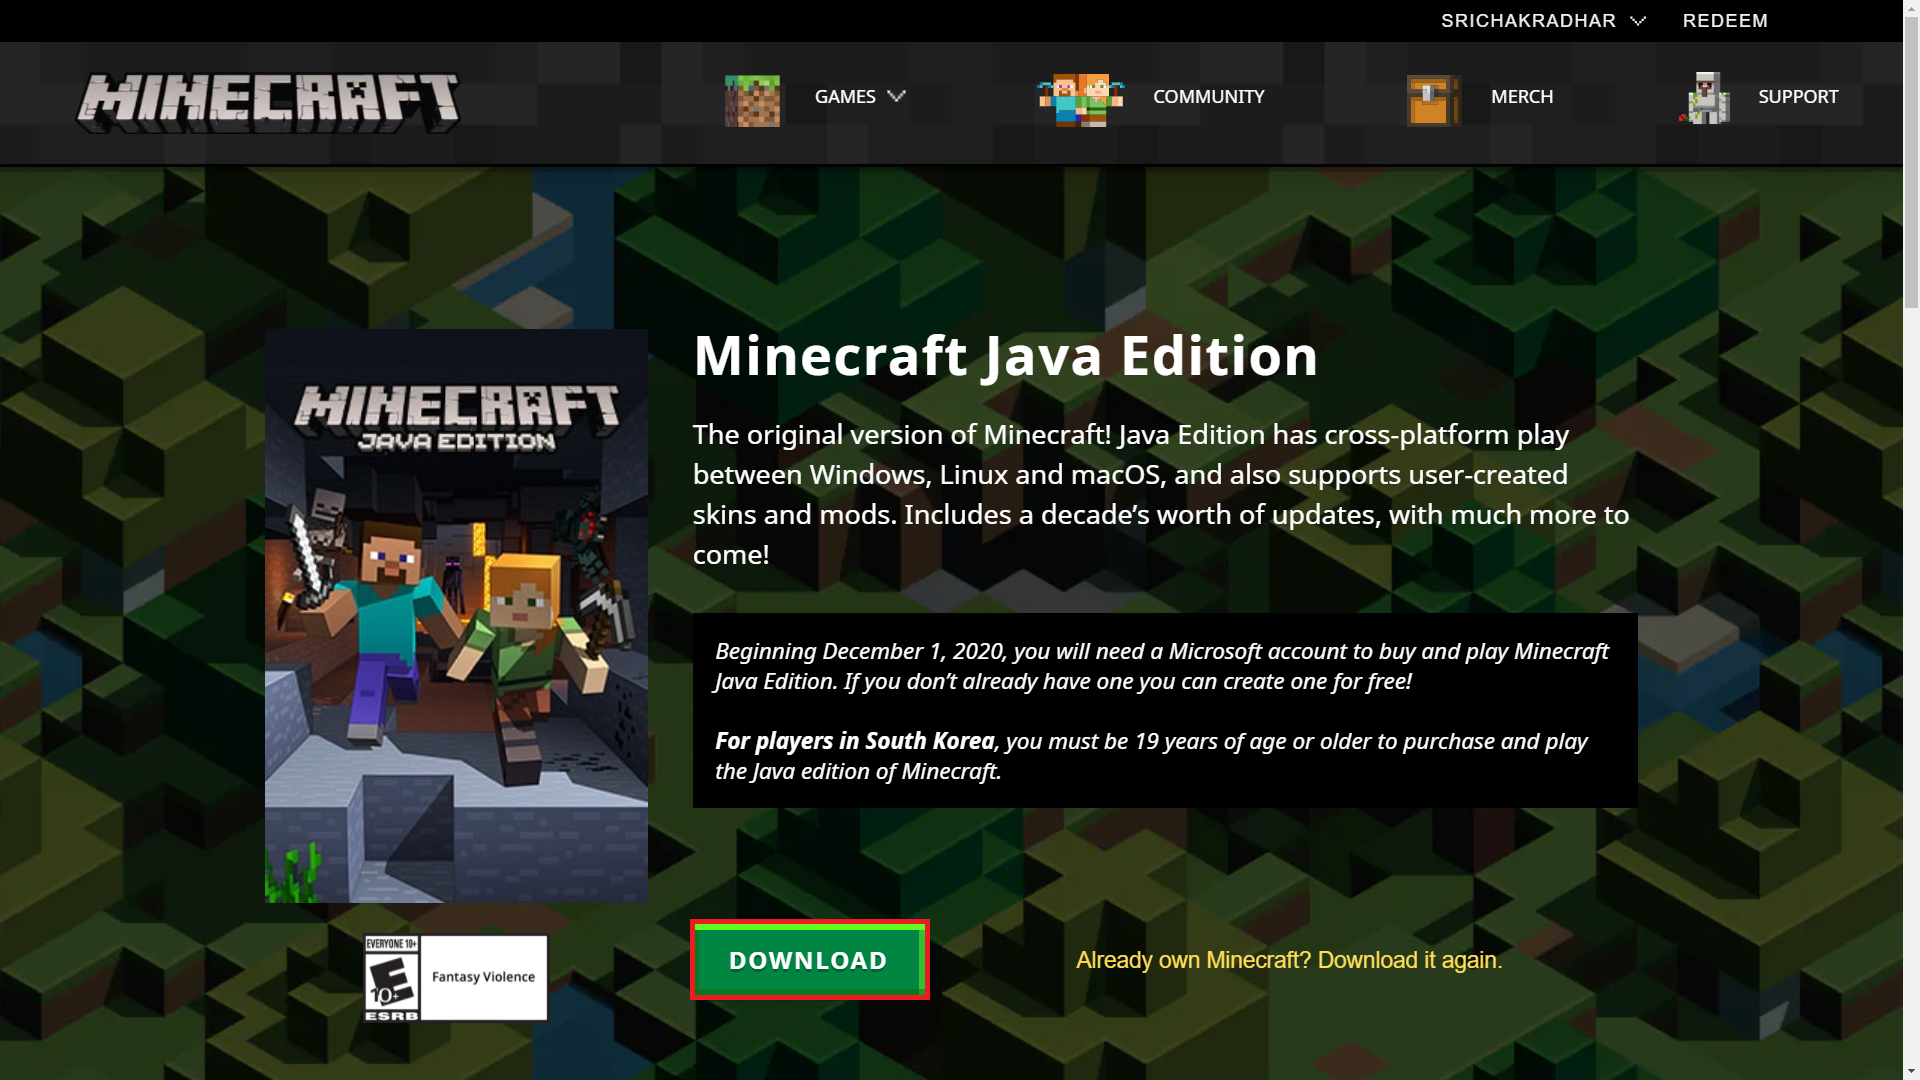 SRICHAKRADHAR
REDEEM
MINECRAFT
GAMES
COMMUNITY
MERCH
SUPPORT
MINECRAFT
JAVA EDITION
Minecraft Java Edition
The original version of Minecraft! Java Edition has cross-platform play
between Windows, Linux and macOS, and also supports user-created
skins and mods. Includes a decade’s worth of updates, with much more to
come!
Beginning December 1, 2020, you will need a Microsoft account to buy and play Minecraft
Java Edition. If you don’t already have one you can create one for free!
For players in South Korea, you must be 19 years of age or older to purchase and play
the Java edition of Minecraft.
EVERYONE 10+
E
10+
ESRB
Fantasy Violence
DOWNLOAD
Already own Minecraft? Download it again.